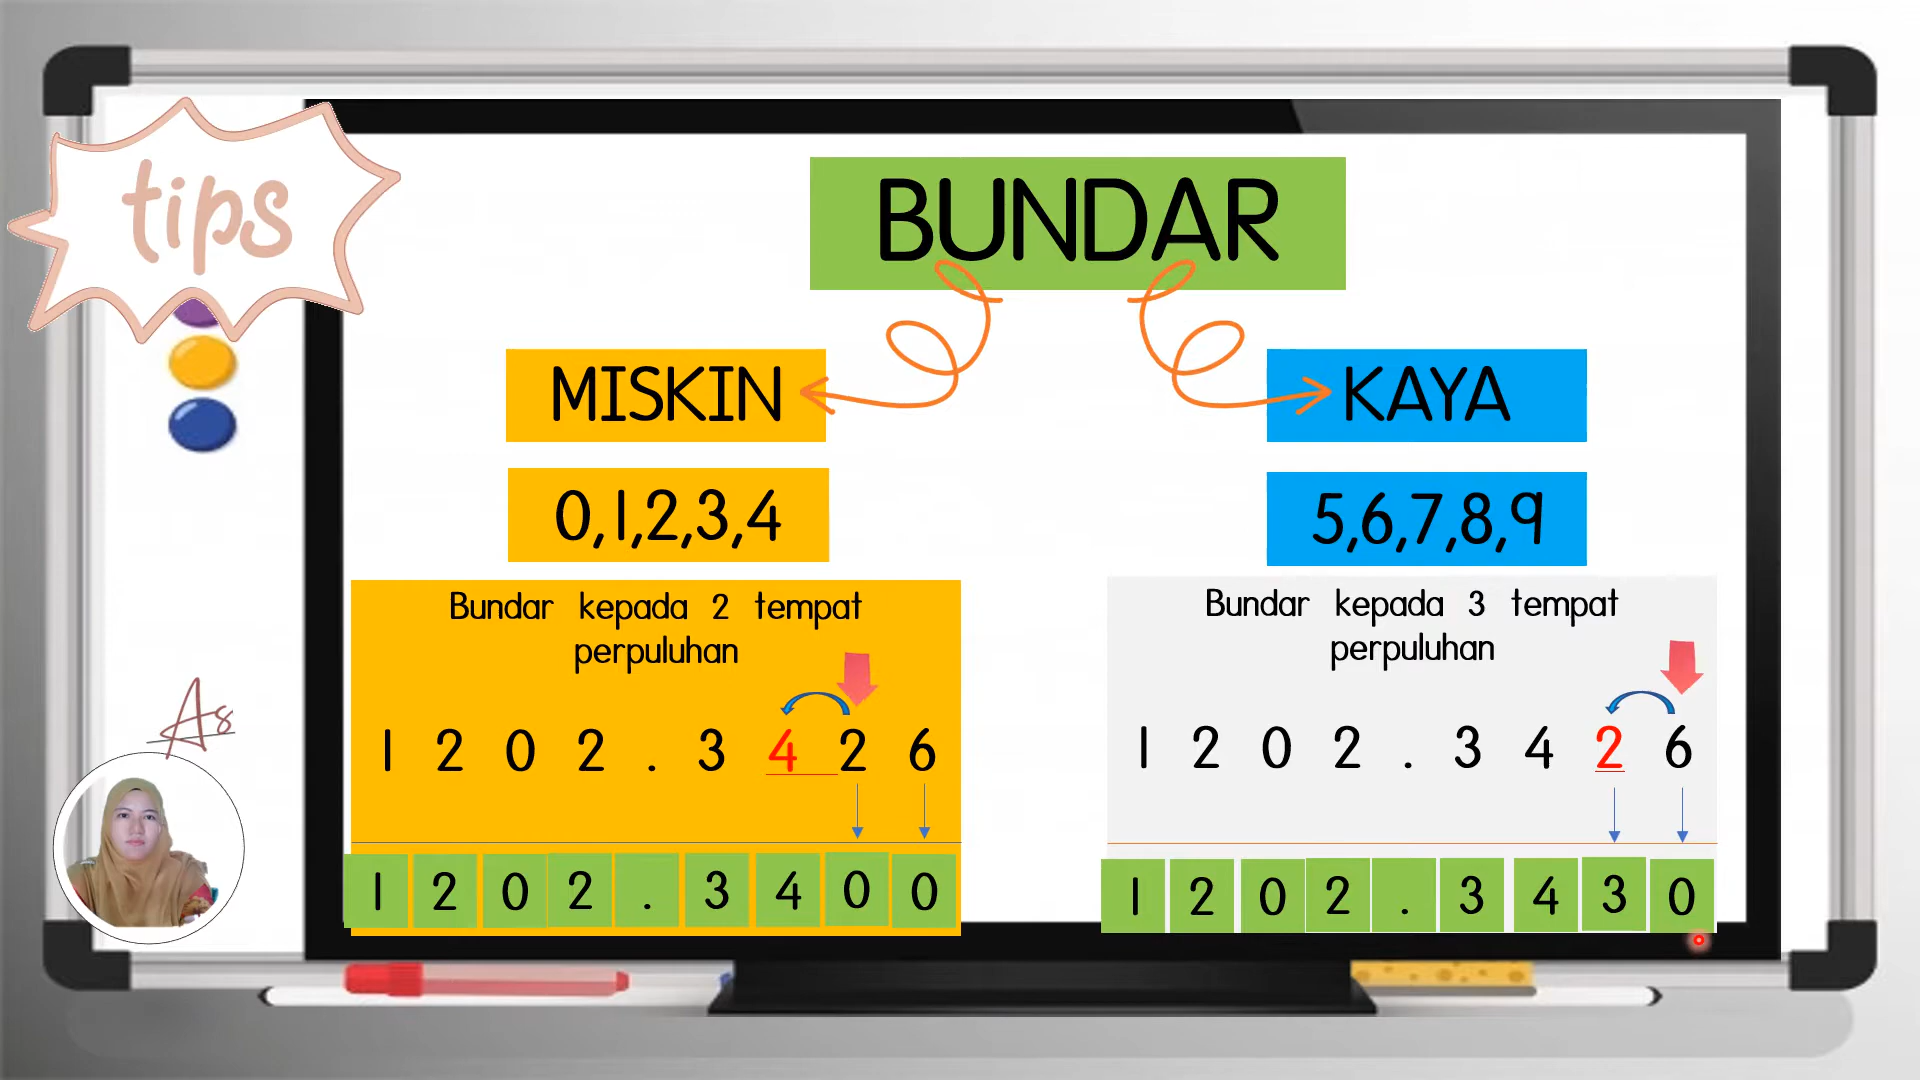 tips
BUNDAR
MISKIN
KAYA
0,1,2,3,4
5,6,7,8,9
Bundar kepada 2 tempat
perpuluhan
1 2 0 2 . 3 4 2 6
1 2 0 2 . 3 4 0 0
Bundar kepada 3 tempat
perpuluhan
1 2 0 2 . 3 4 2 6
1 2 0 2 . 3 4 3 0
As